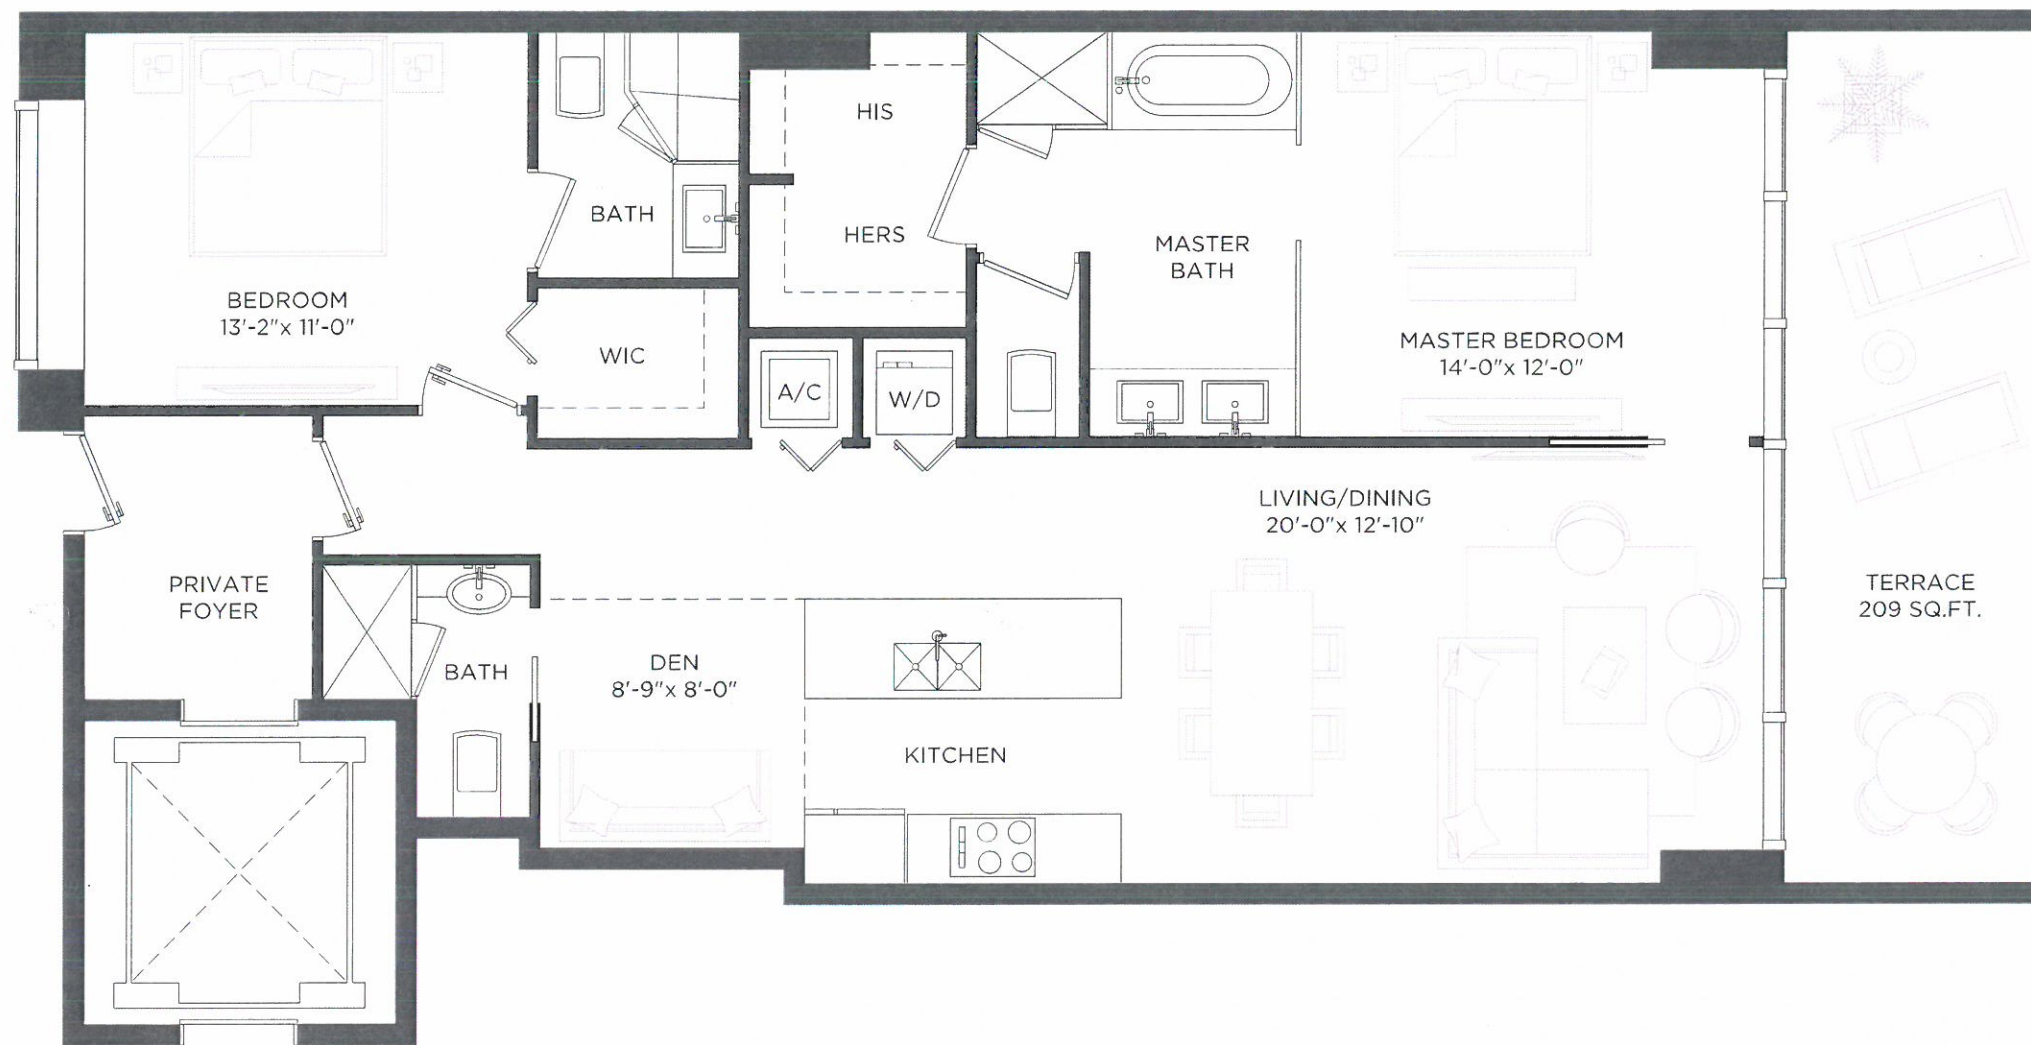 HIS
HERS
BATH
MASTER
BATH
BEDROOM
13'-2"x 11'-0"
WIC
A/C
W/D
MASTER BEDROOM
14'-0"x 12'-0"
LIVING/DINING
20'-0"x 12'-10"
PRIVATE
FOYER
BATH
DEN
8'-9"x 8'-0"
KITCHEN
TERRACE
209 SQ.FT.